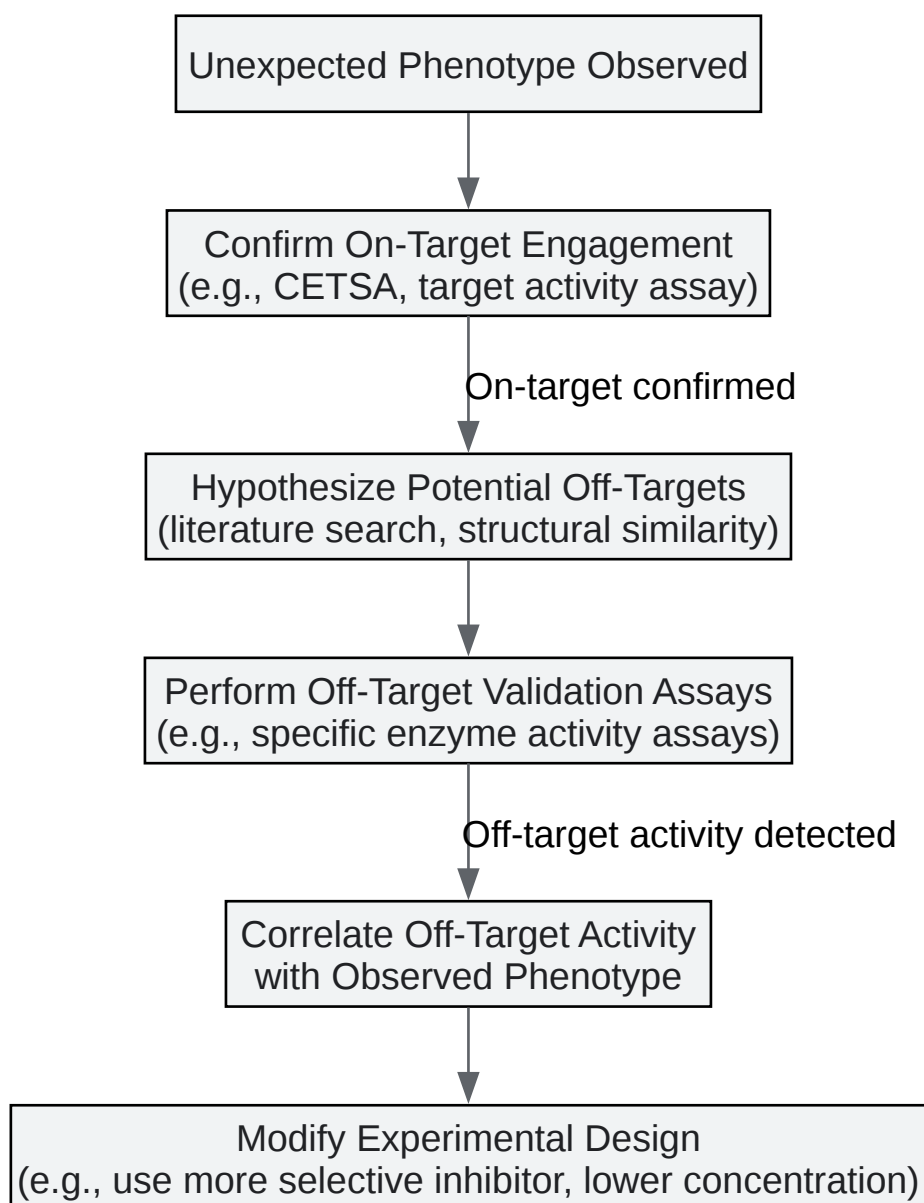 Unexpected Phenotype Observed
Confirm On-Target Engagement
(e.g., CETSA, target activity assay)
On-target confirmed
Hypothesize Potential Off-Targets
(literature search, structural similarity)
Perform Off-Target Validation Assays
(e.g., specific enzyme activity assays)
Off-target activity detected
Correlate Off-Target Activity
with Observed Phenotype
Modify Experimental Design
(e.g., use more selective inhibitor, lower concentration)